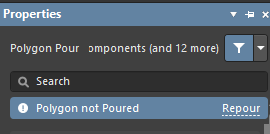 Properties
Polygon Pour omponents (and 12 more)
Search
Polygon not Poured Repour